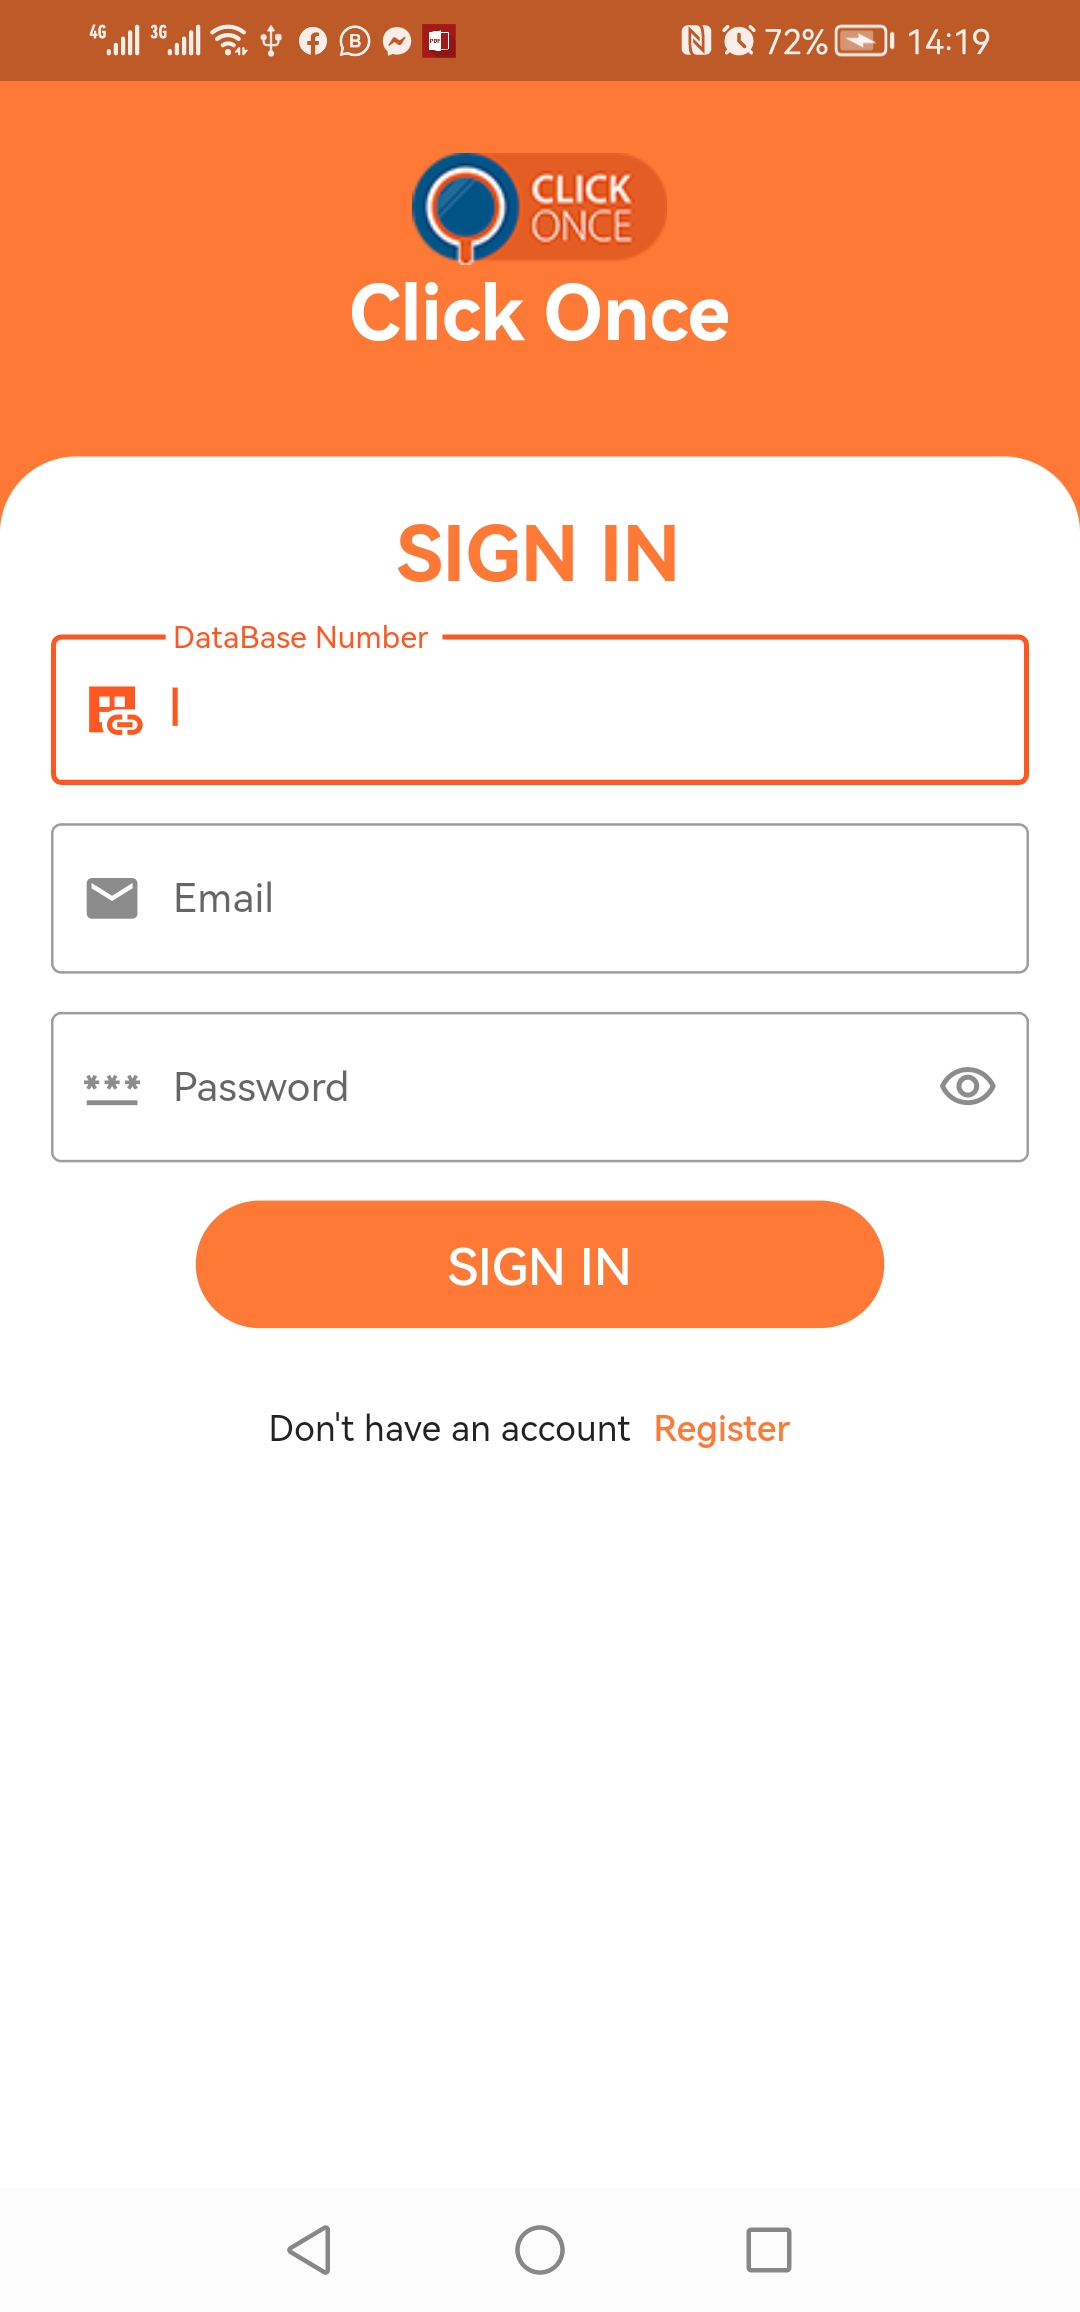 4G 3G 72% 14:19
CLICK
ONCE
Click Once
SIGN IN
DataBase Number
Email
*** Password
SIGN IN
Don't have an account Register